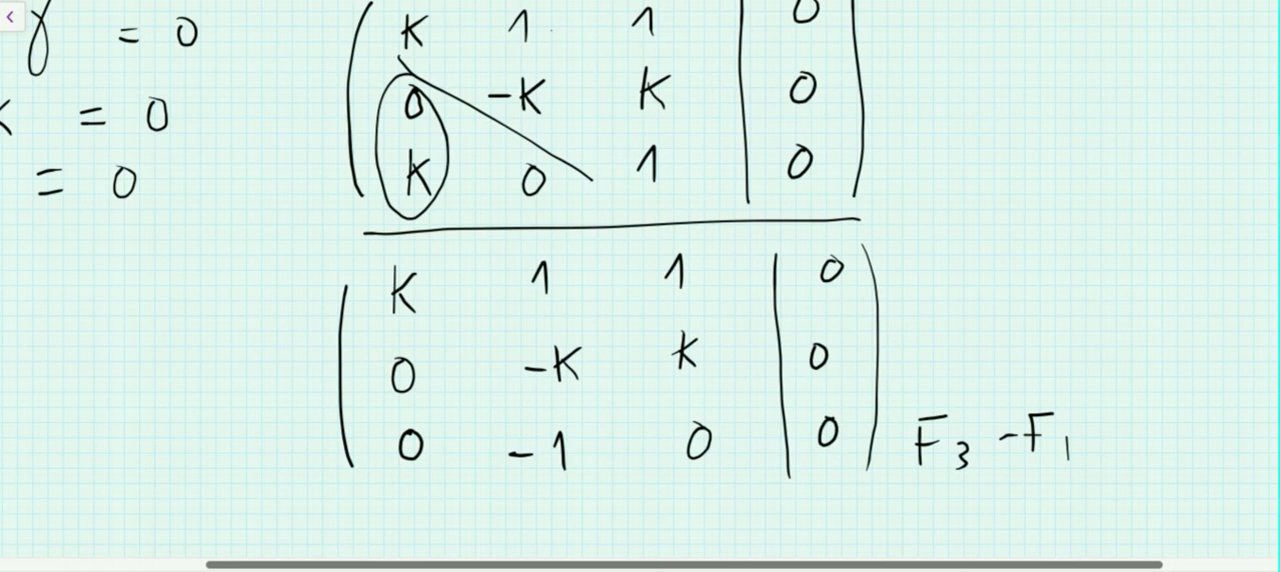 γ = 0
= 0
= 0
K 1 1 | 0
0 -K K | 0
K 0 1 | 0
K 1 1 | 0
0 -K K | 0
0 -1 0 | 0 F₃ -F₁